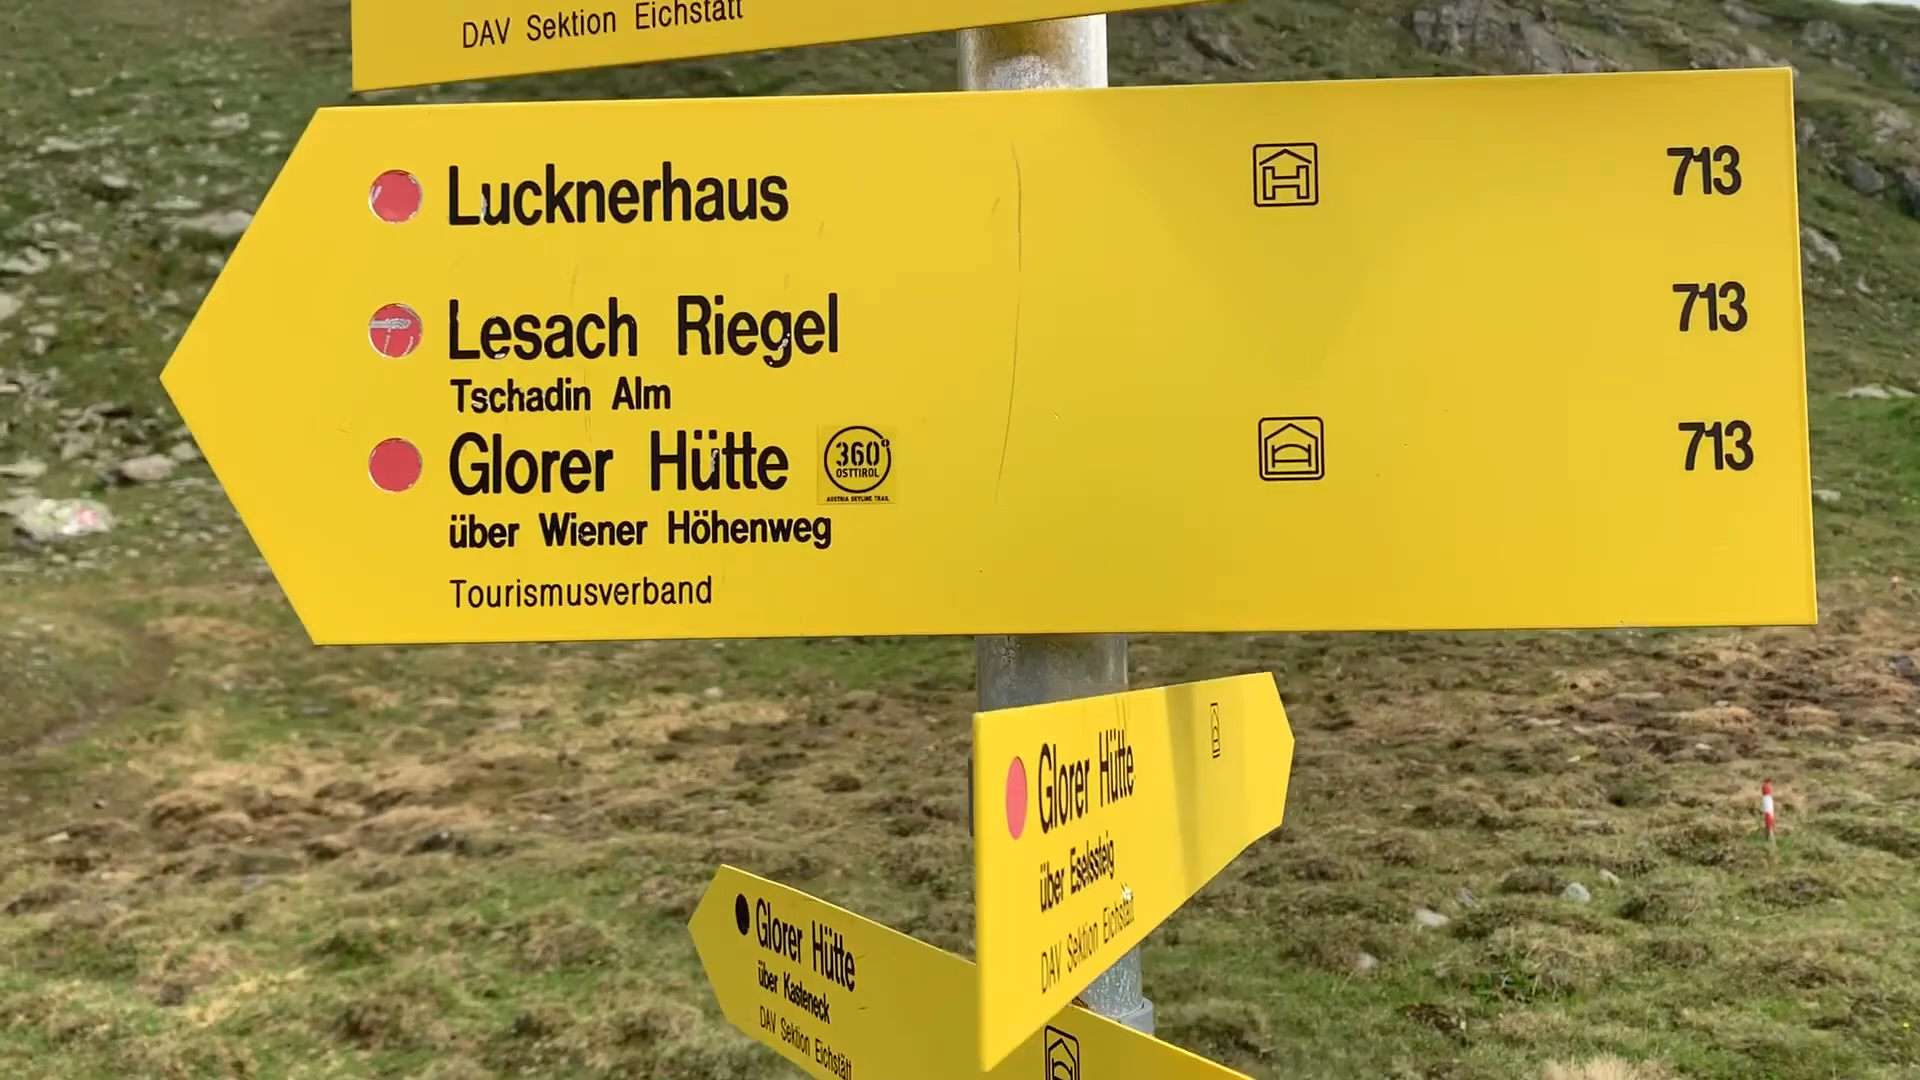 DAV Sektion Eichstätt
Lucknerhaus 713
Lesach Riegel 713
Tschadin Alm
Glorer Hütte 360° OSTTIROL AUSTRIA SKYLINE TRAIL 713
über Wiener Höhenweg
Tourismusverband
Glorer Hütte
über Eselssteig
DAV Sektion Eichstätt
Glorer Hütte
über Kasteneck
DAV Sektion Eichstätt